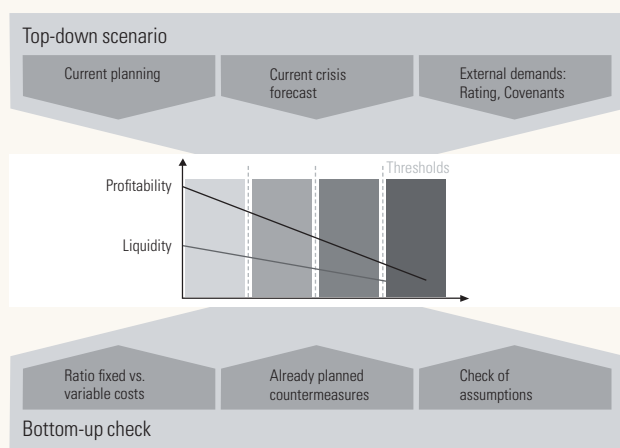 Top-down scenario
Current planning
Current crisis
forecast
External demands:
Rating, Covenants
Thresholds
Profitability
Liquidity
Ratio fixed vs.
variable costs
Already planned
countermeasures
Check of
assumptions
Bottom-up check